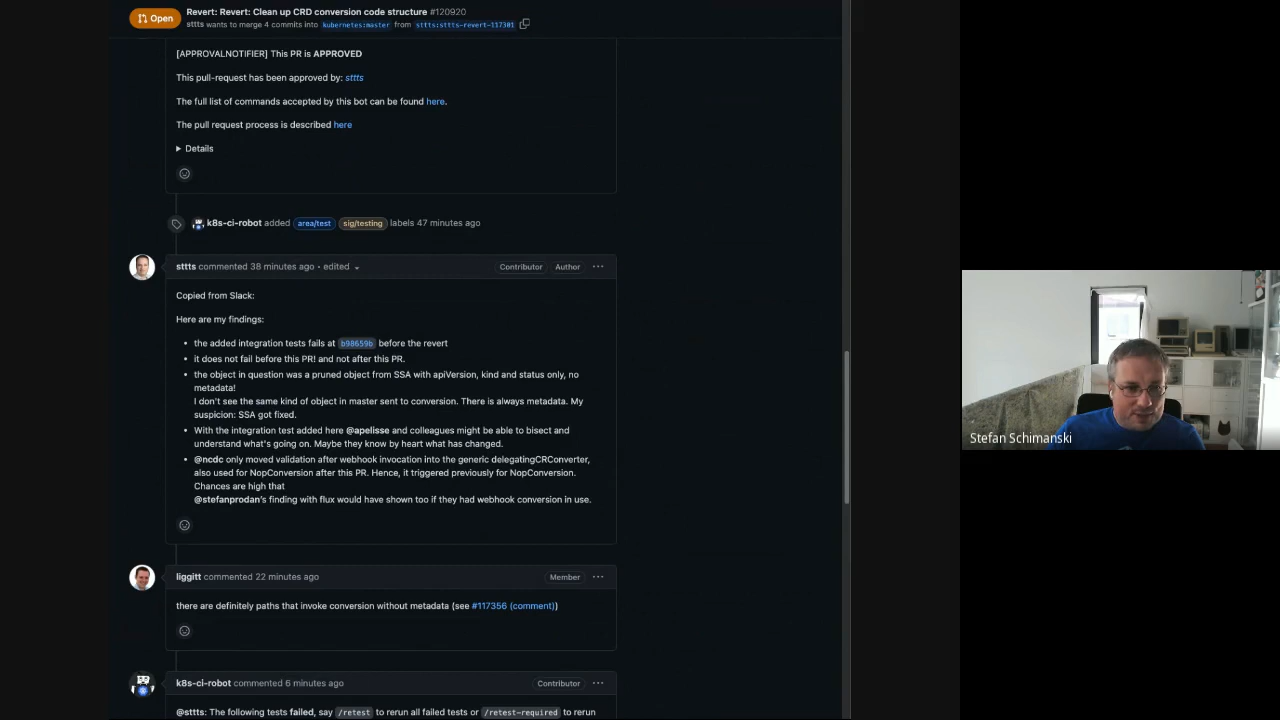 Open
Revert: Revert: Clean up CRD conversion code structure #120920
sttts wants to merge 4 commits into kubernetes:master from sttts:sttts-revert-117301
[APPROVALNOTIFIER] This PR is APPROVED
This pull-request has been approved by: sttts
The full list of commands accepted by this bot can be found here.
The pull request process is described here
Details
k8s-ci-robot added area/test sig/testing labels 47 minutes ago
sttts commented 38 minutes ago • edited
Contributor Author
Copied from Slack:
Here are my findings:
• the added integration tests fails at b98659b before the revert
• it does not fail before this PR! and not after this PR.
• the object in question was a pruned object from SSA with apiVersion, kind and status only, no
metadata!
I don't see the same kind of object in master sent to conversion. There is always metadata. My
suspicion: SSA got fixed.
• With the integration test added here @apelisse and colleagues might be able to bisect and
understand what's going on. Maybe they know by heart what has changed.
• @ncdc only moved validation after webhook invocation into the generic delegatingCRConverter,
also used for NopConversion after this PR. Hence, it triggered previously for NopConversion.
Chances are high that
@stefanprodan's finding with flux would have shown too if they had webhook conversion in use.
liggitt commented 22 minutes ago
Member
there are definitely paths that invoke conversion without metadata (see #117356 (comment))
k8s-ci-robot commented 6 minutes ago
Contributor
@sttts: The following tests failed, say /retest to rerun all failed tests or /retest-required to rerun
Stefan Schimanski